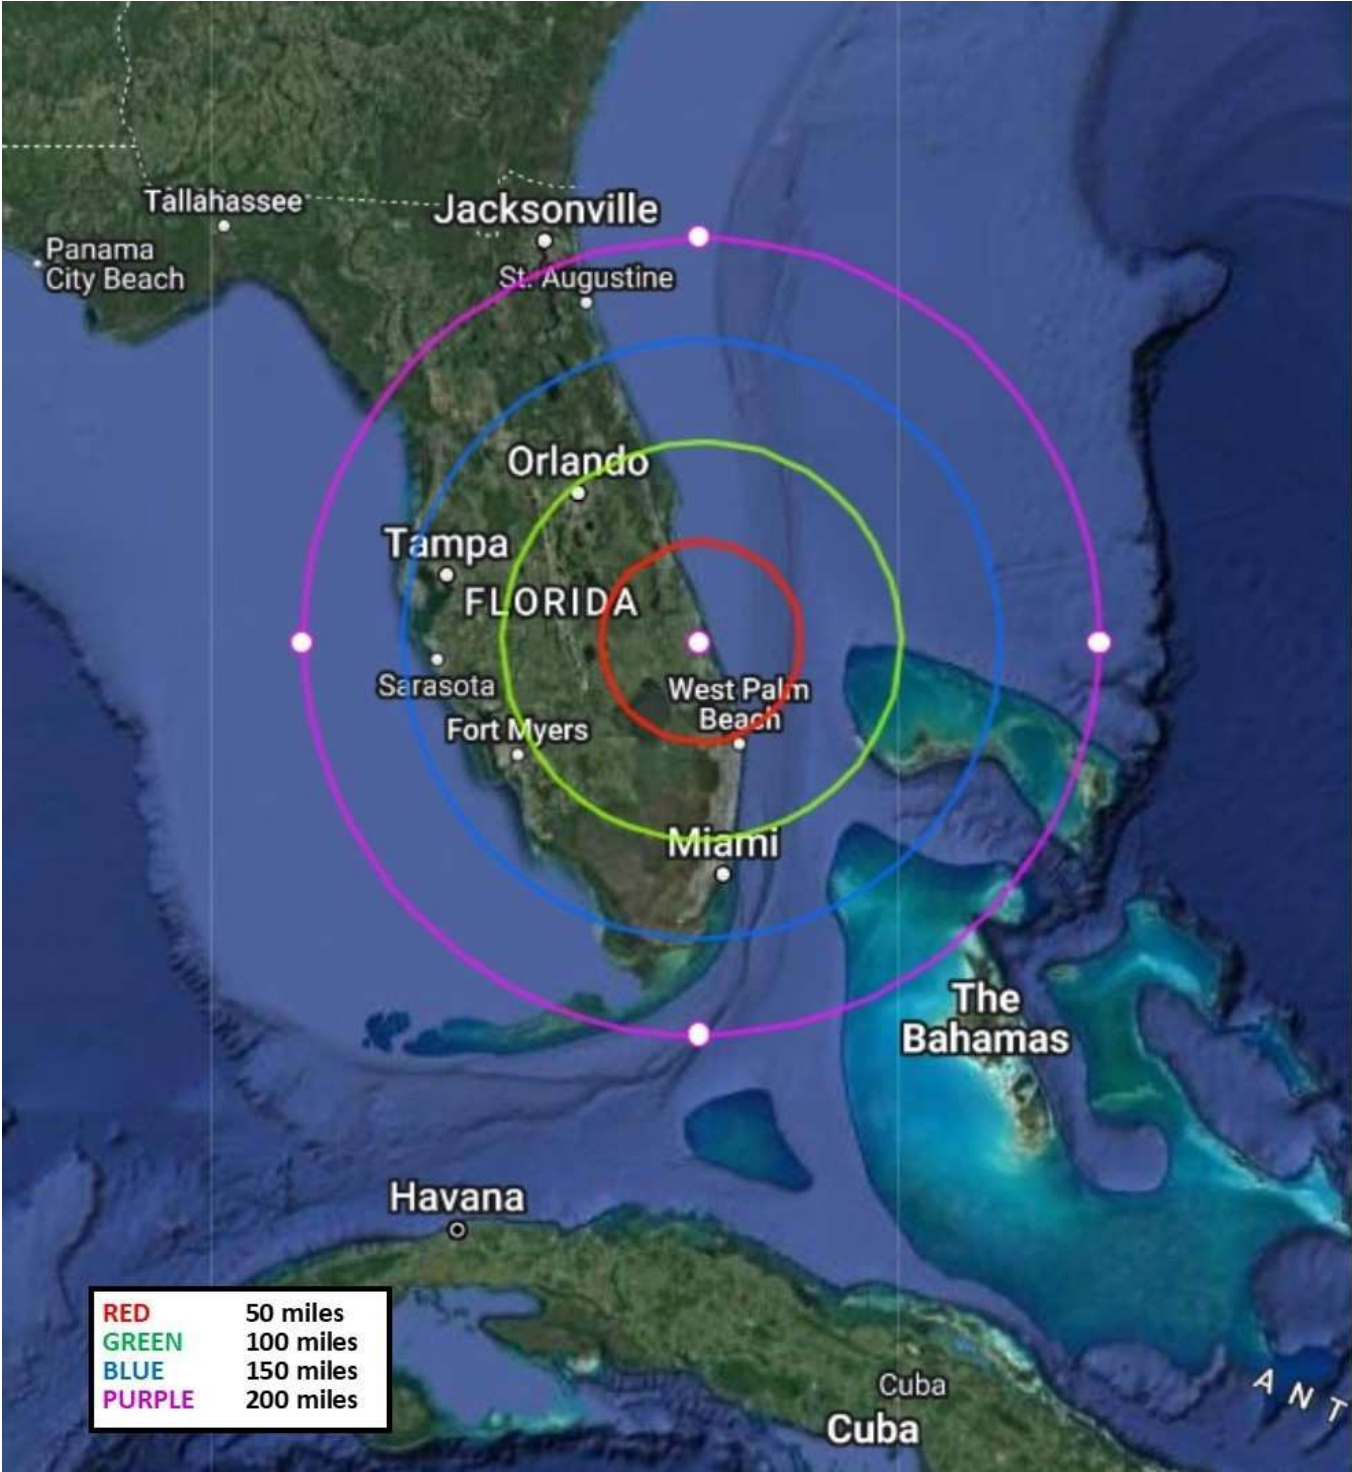 Tallahassee
Jacksonville
Panama
City Beach
St. Augustine
Orlando
Tampa
FLORIDA
Sarasota
West Palm
Beach
Fort Myers
Miami
The
Bahamas
Havana
RED 50 miles
GREEN 100 miles
BLUE 150 miles
PURPLE 200 miles
Cuba
Cuba
ANT